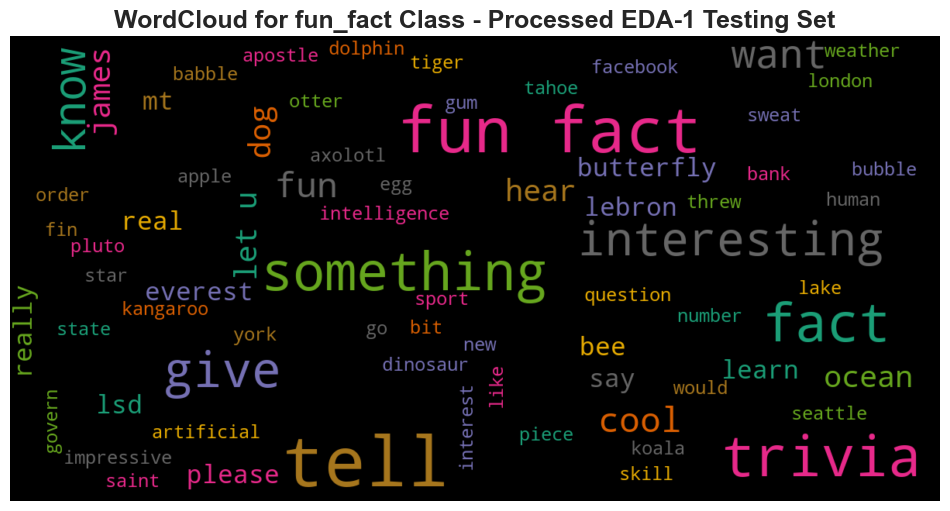 WordCloud for fun_fact Class - Processed EDA-1 Testing Set
know
james
babble
mt
apostle
dolphin
tiger
otter
gum
tahoe
facebook
want
weather
london
sweat
dog
fun fact
axolotl
apple
fun
egg
hear
butterfly
bank
bubble
order
fin
real
let u
intelligence
lebron
threw
human
pluto
star
something
interesting
everest
sport
question
lake
really
kangaroo
state
york
go
bit
new
number
fact
give
dinosaur
bee
learn
say
would
ocean
govern
lsd
artificial
interest
like
piece
cool
seattle
impressive
saint
please
tell
koala
skill
trivia